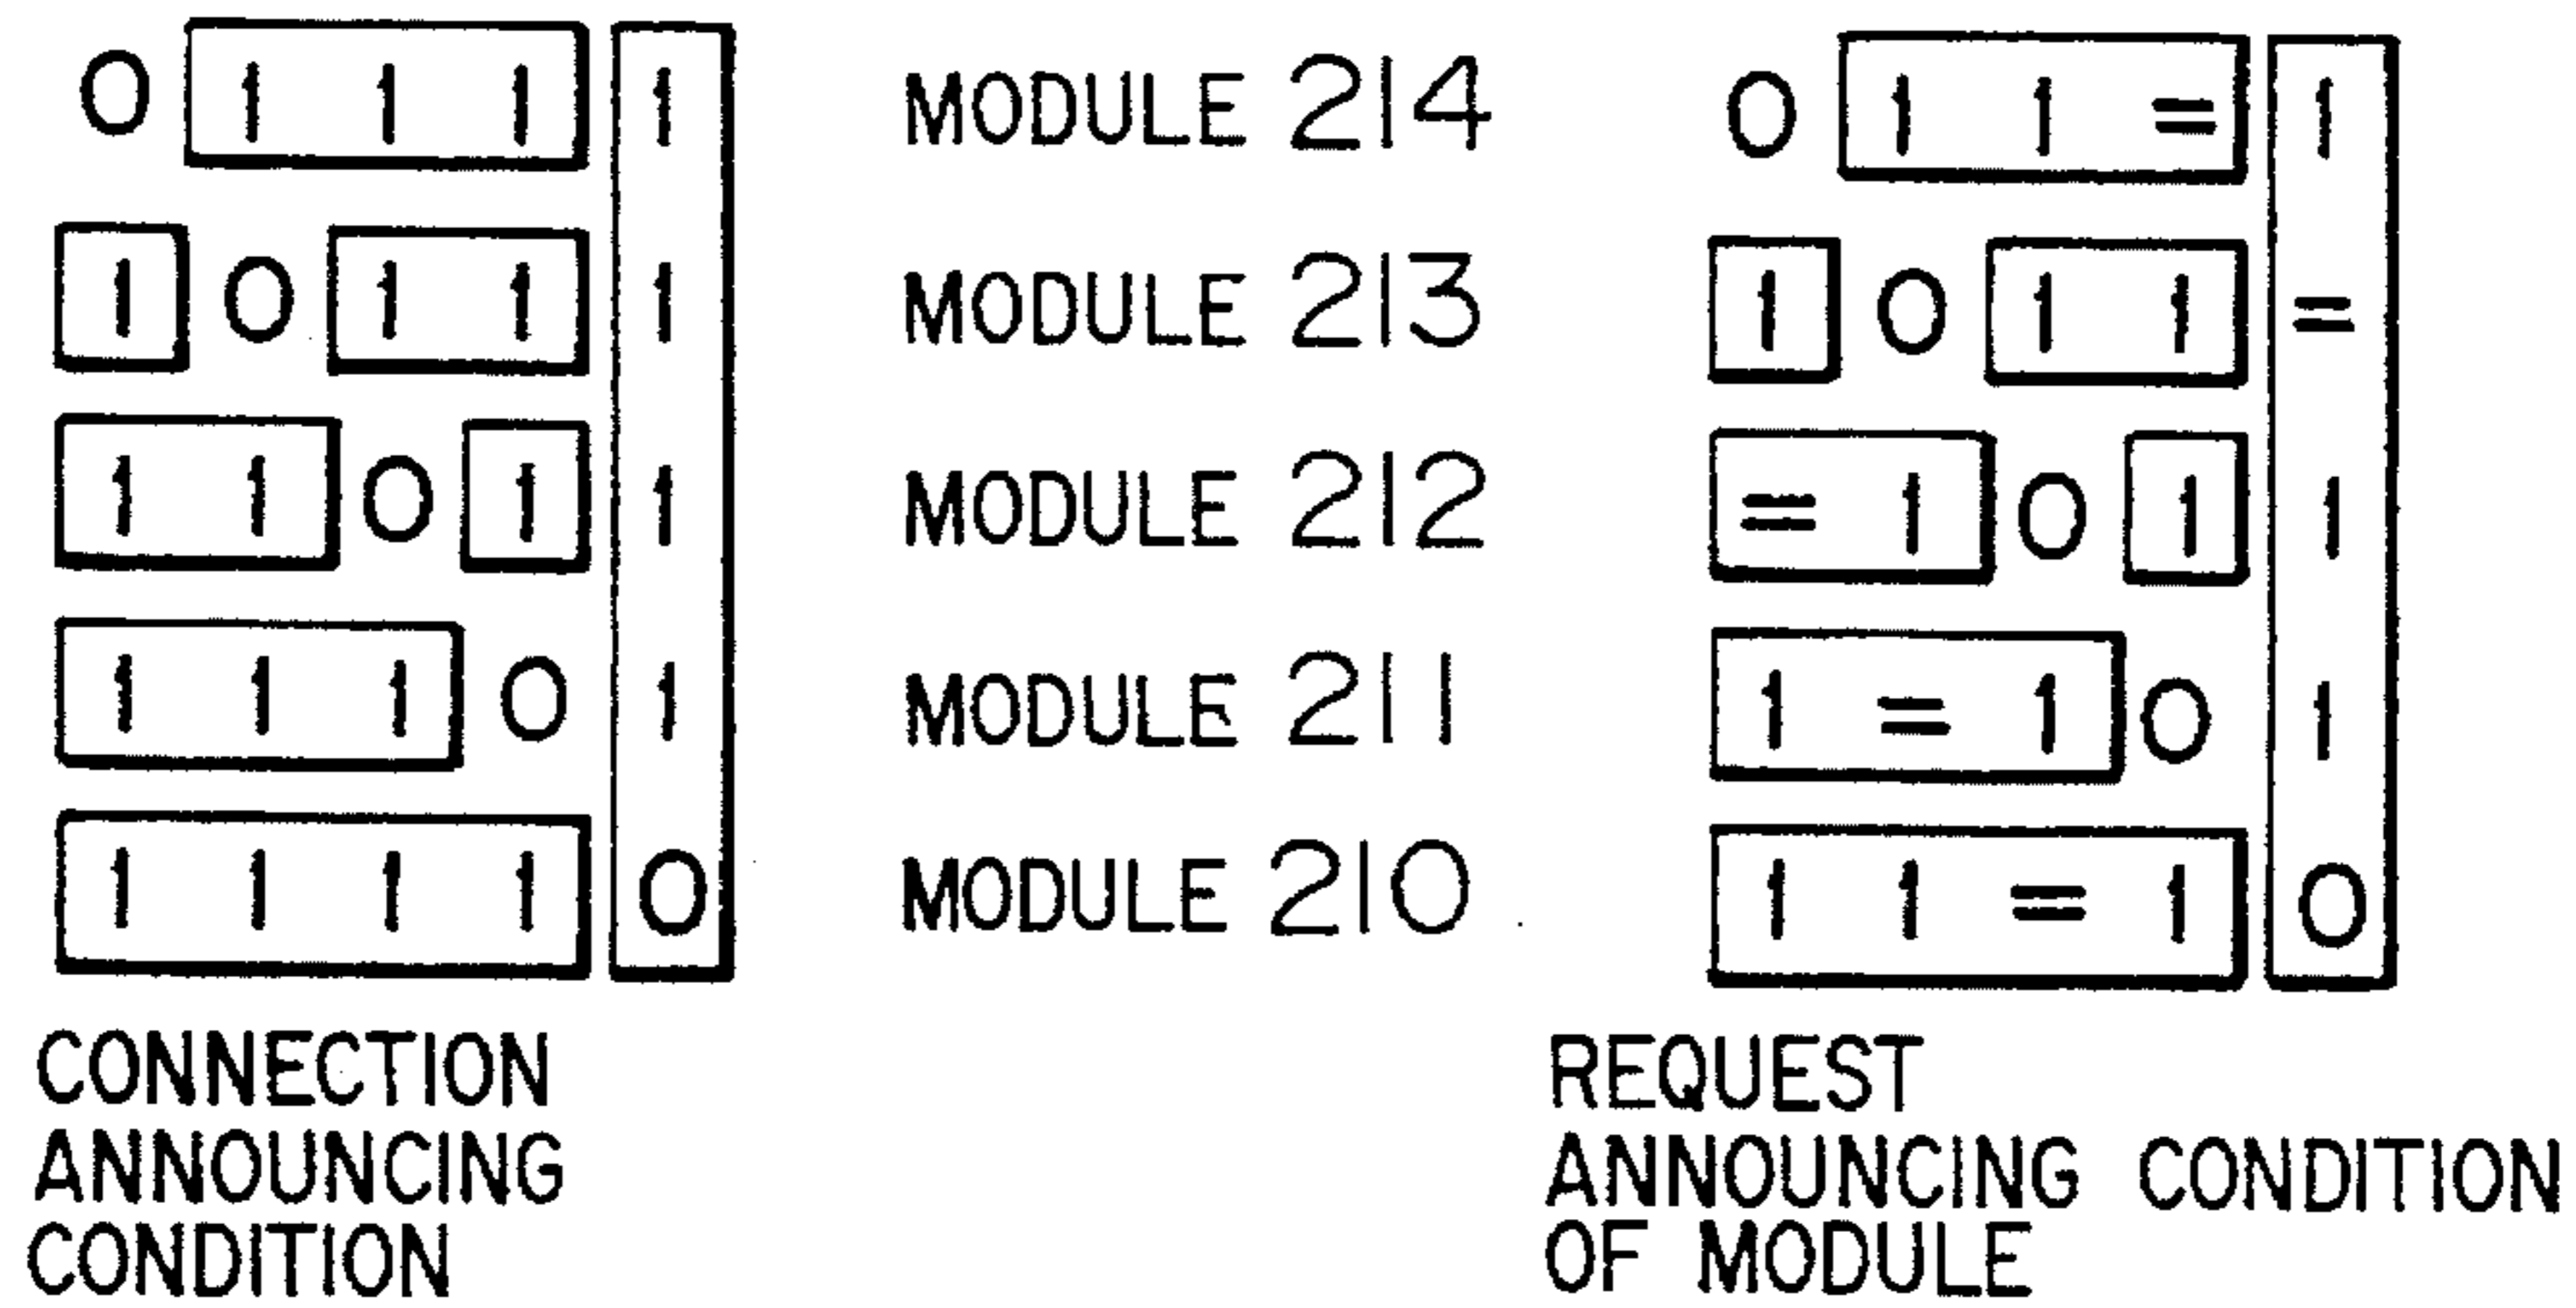 0 1 1 1 1 MODULE 214 0 1 1 = 1
1 0 1 1 1 MODULE 213 1 0 1 1 =
1 1 0 1 1 MODULE 212 = 1 0 1 1
1 1 1 0 1 MODULE 211 1 = 1 0 1
1 1 1 1 0 MODULE 210 1 1 = 1 0
CONNECTION
ANNOUNCING
CONDITION
REQUEST
ANNOUNCING CONDITION
OF MODULE